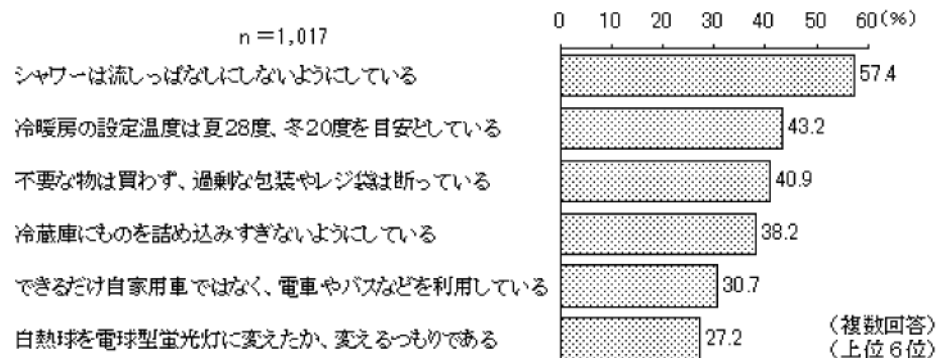 0 10 20 30 40 50 60(%)
n=1,017
シャワーは流しっぱなしにしないようにしている 57.4
冷暖房の設定温度は夏28度、冬20度を目安としている 43.2
不要な物は買わず、過剰な包装やレジ袋は断っている 40.9
冷蔵庫にものを詰め込みすぎないようにしている 38.2
できるだけ自家用車ではなく、電車やバスなどを利用している 30.7
白熱球を電球型蛍光灯に変えたか、変えるつもりである 27.2
(複数回答)
(上位6位)